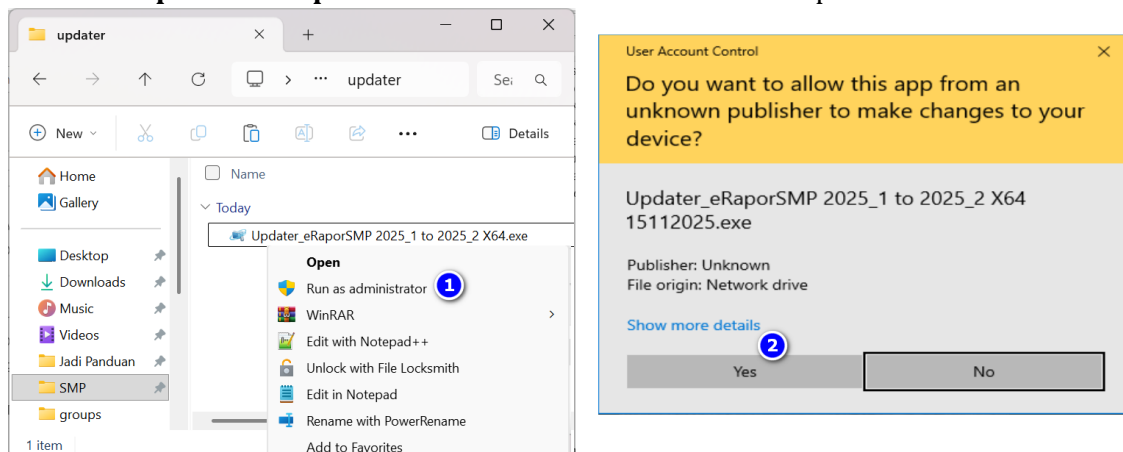 updater
updater
Sei
New
Details
Home
Gallery
Desktop
Downloads
Music
Videos
Jadi Panduan
SMP
groups
1 item
Name
Today
Updater_eRaporSMP 2025_1 to 2025_2 X64.exe
Open
Run as administrator
1
WinRAR
Edit with Notepad++
Unlock with File Locksmith
Edit in Notepad
Rename with PowerRename
Add to Favorites
User Account Control
Do you want to allow this app from an
unknown publisher to make changes to your
device?
Updater_eRaporSMP 2025_1 to 2025_2 X64
15112025.exe
Publisher: Unknown
File origin: Network drive
Show more details
2
Yes
No